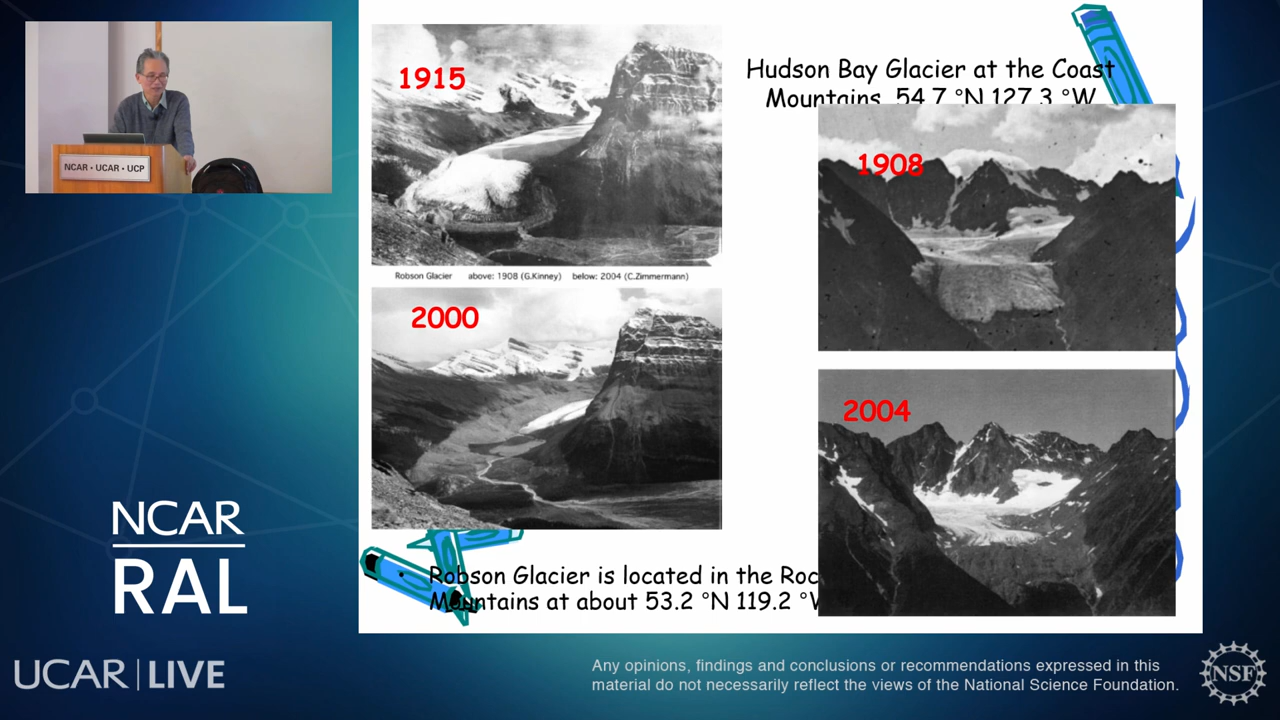 NCAR • UCAR • UCP
1915
Robson Glacier above: 1908 (G.Kinney) below: 2004 (C.Zimmermann)
2000
Hudson Bay Glacier at the Coast
Mountains 54.7 °N 127.3 °W
1908
2004
• Robson Glacier is located in the
Mountains at about 53.2 °N 119.2
NCAR
RAL
UCAR | LIVE
Any opinions, findings and conclusions or recommendations expressed in this
material do not necessarily reflect the views of the National Science Foundation.
NSF